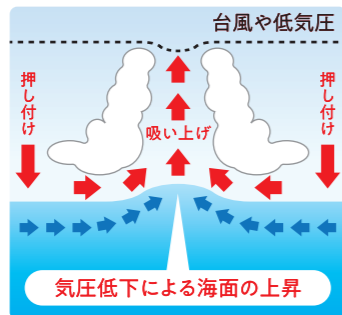 台風や低気圧
押し付け
吸い上げ
押し付け
気圧低下による海面の上昇